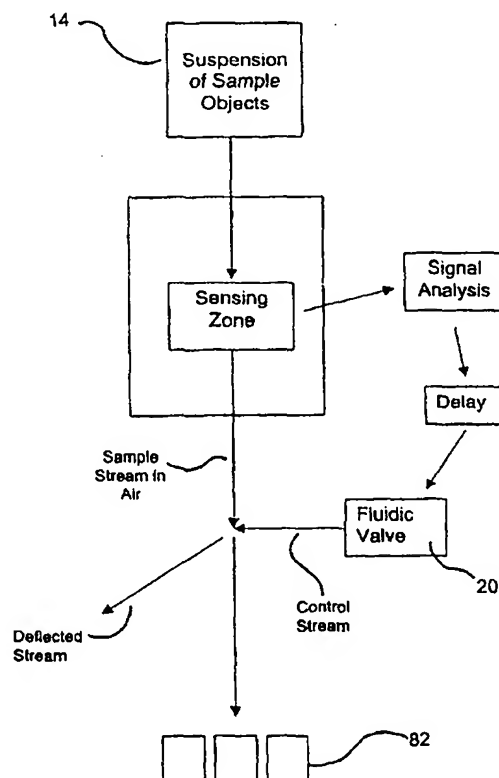 14
Suspension
of Sample
Objects
Sensing
Zone
Signal
Analysis
Delay
Sample
Stream in
Air
Fluidic
Valve
20
Control
Stream
Deflected
Stream
82